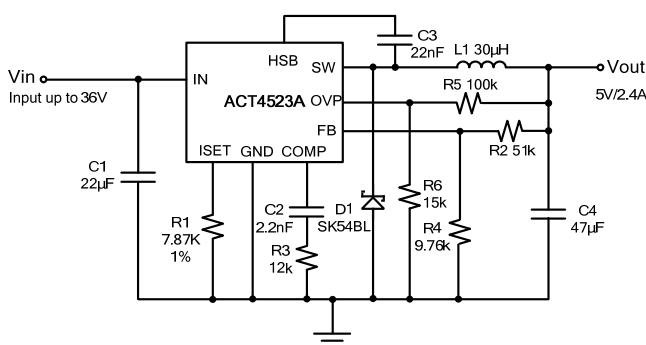 C3
22nF
HSB
L1 30μH
Vin
IN
SW
Vout
Input up to 36V
R5 100k
5V/2.4A
ACT4523A
OVP
FB
R2 51k
ISET
GND
COMP
C1
22μF
R1
7.87K
1%
C2
2.2nF
R3
12k
D1
SK54BL
R6
15k
R4
9.76k
C4
47μF